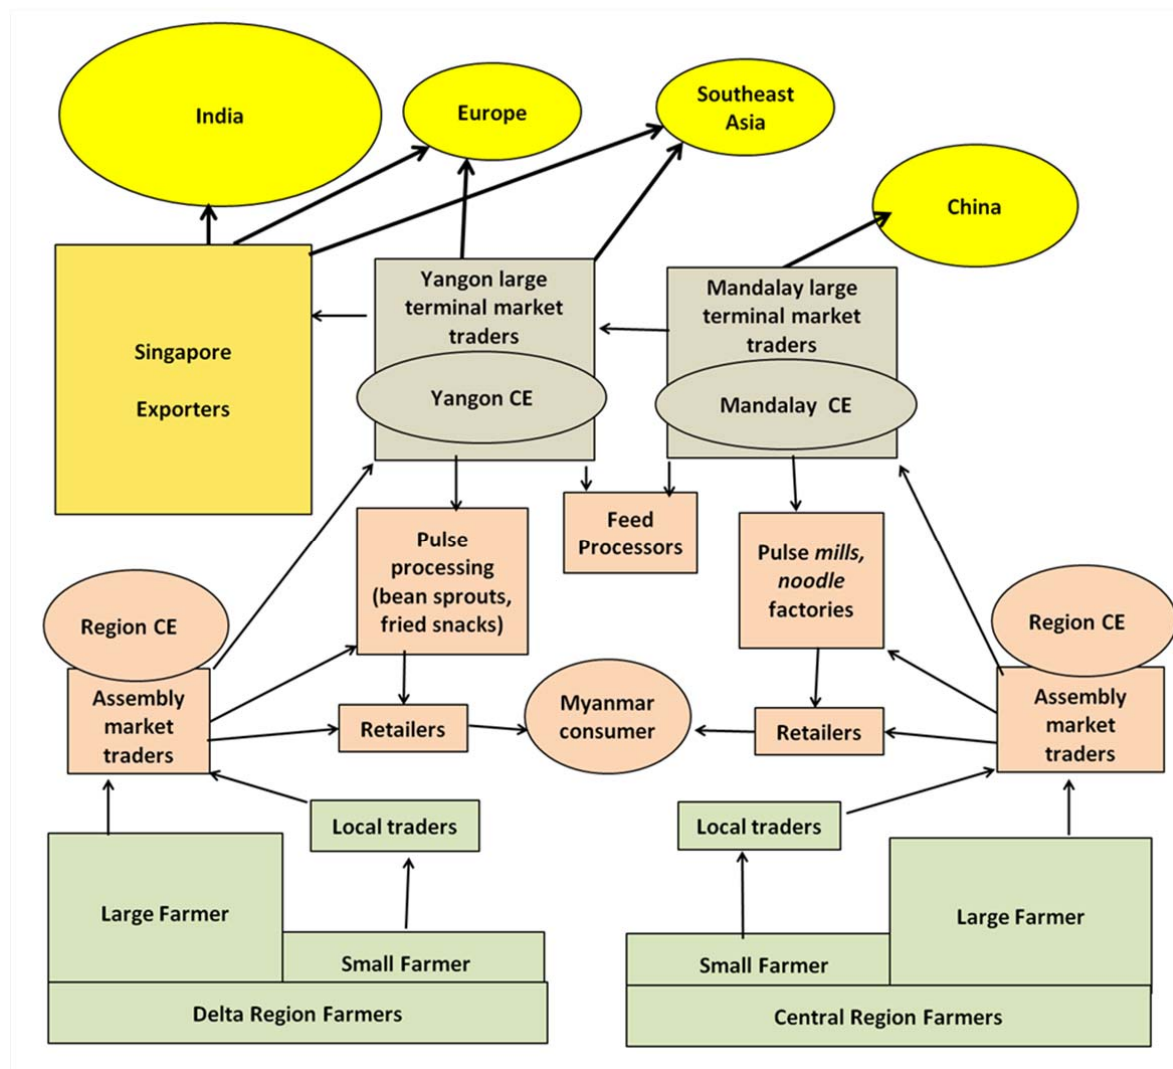 India
Europe
Southeast
Asia
China
Yangon large
terminal market
traders
Mandalay large
terminal market
traders
Singapore
Exporters
Yangon CE
Mandalay CE
Feed
Processors
Pulse
processing
(bean sprouts,
fried snacks)
Pulse mills,
noodle
factories
Region CE
Region CE
Assembly
market
traders
Retailers
Myanmar
consumer
Retailers
Assembly
market
traders
Local traders
Local traders
Large Farmer
Small Farmer
Delta Region Farmers
Large Farmer
Small Farmer
Central Region Farmers